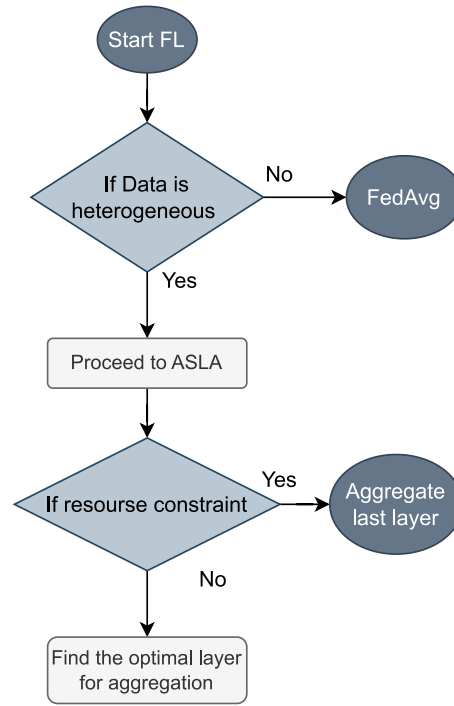 Start FL
If Data is
heterogeneous
No
FedAvg
Yes
Proceed to ASLA
If resourse constraint
Yes
Aggregate
last layer
No
Find the optimal layer
for aggregation